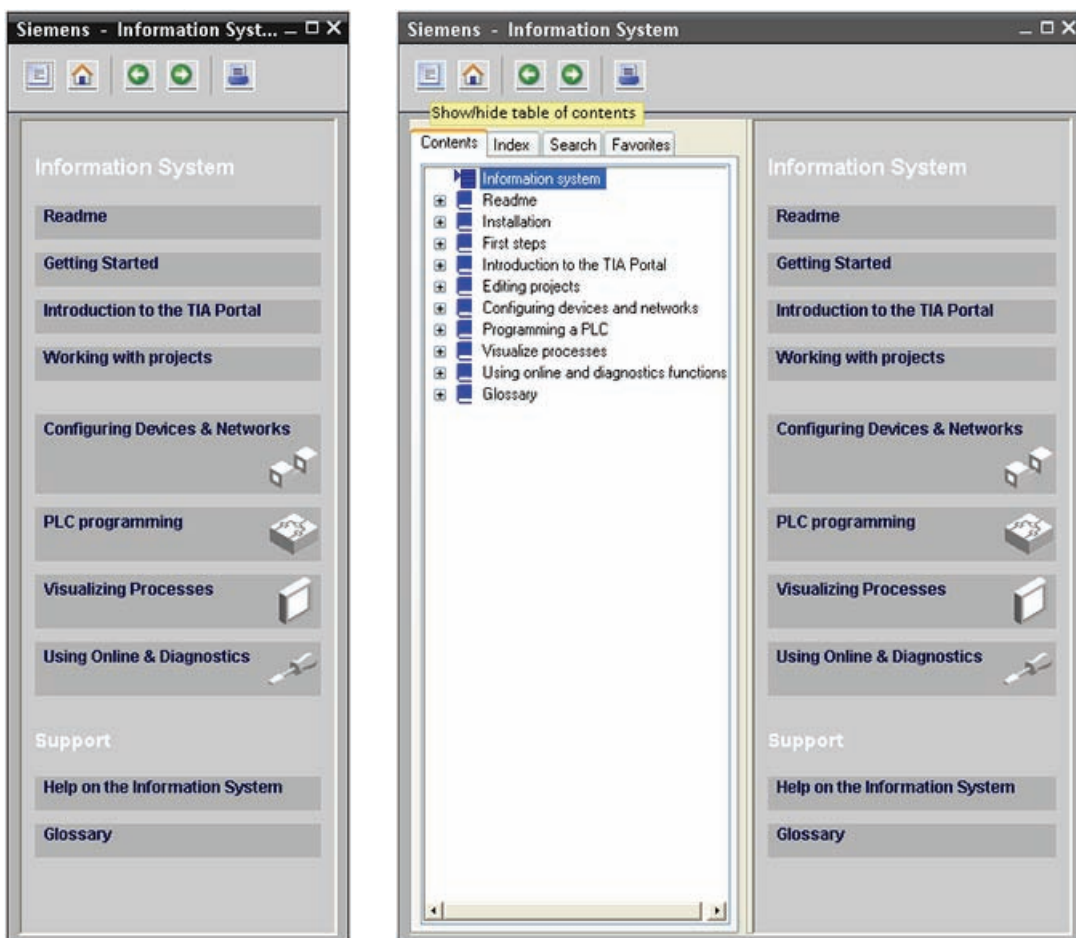 Siemens - Information Syst...
Information System
Readme
Getting Started
Introduction to the TIA Portal
Working with projects
Configuring Devices & Networks
PLC programming
Visualizing Processes
Using Online & Diagnostics
Support
Help on the Information System
Glossary
Siemens - Information System
Show/hide table of contents
Contents Index Search Favorites
Information system
Readme
Installation
First steps
Introduction to the TIA Portal
Editing projects
Configuring devices and networks
Programming a PLC
Visualize processes
Using online and diagnostics functions
Glossary
Information System
Readme
Getting Started
Introduction to the TIA Portal
Working with projects
Configuring Devices & Networks
PLC programming
Visualizing Processes
Using Online & Diagnostics
Support
Help on the Information System
Glossary